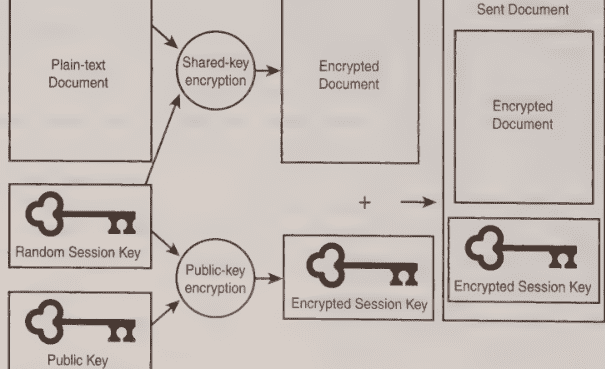 Plain-text
Document
Shared-key
encryption
Encrypted
Document
Sent Document
Encrypted
Document
Random Session Key
+
Public-key
encryption
Encrypted Session Key
Encrypted Session Key
Public Key